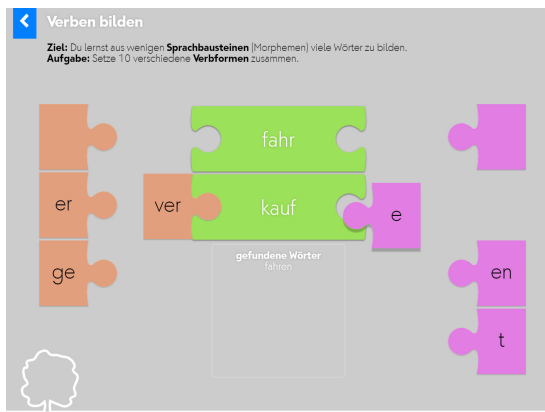 Verben bilden
Ziel: Du lernst aus wenigen Sprachbausteinen (Morphemen) viele Wörter zu bilden.
Aufgabe: Setze 10 verschiedene Verbformen zusammen.
fahr
er
ver
kauf
e
ge
gefundene Wörter
fahren
en
t